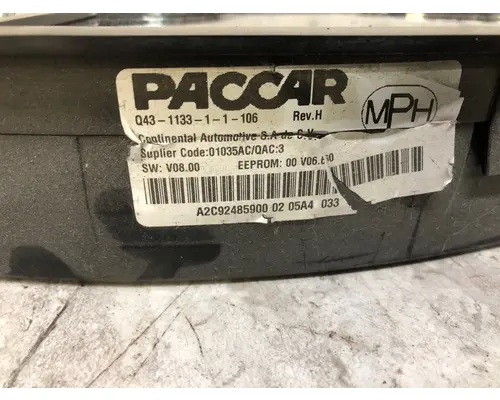 PACCAR
Q43-1133-1-1-106 Rev.H
MPH
Continental Automotive S.A de C.V.
Suplier Code:01035AC/QAC:3
SW: V08.00 EEPROM: 00 
A2C92485900 02 05A4 033